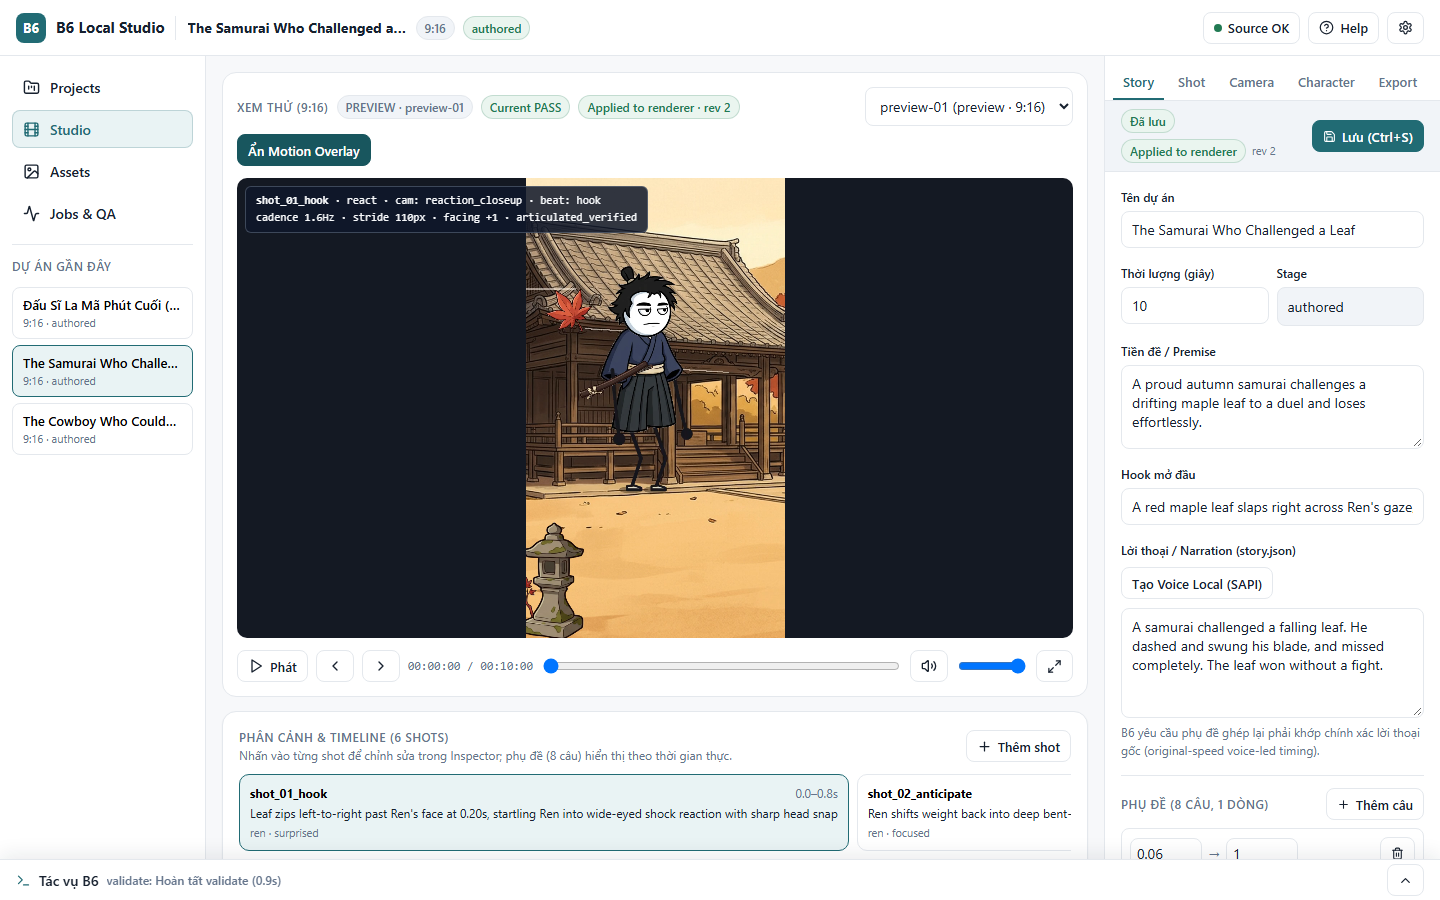 B6 B6 Local Studio The Samurai Who Challenged a... 9:16 authored Source OK Help
Projects
Studio
Assets
Jobs & QA
DỰ ÁN GẦN ĐÂY
Đấu Sĩ La Mã Phút Cuối (...
9:16 · authored
The Samurai Who Challe...
9:16 · authored
The Cowboy Who Could...
9:16 · authored
XEM THỬ (9:16) PREVIEW · preview-01 Current PASS Applied to renderer · rev 2 preview-01 (preview · 9:16)
Ẩn Motion Overlay
shot_01_hook · react · cam: reaction_closeup · beat: hook
cadence 1.6Hz · stride 110px · facing +1 · articulated_verified
Phát 00:00:00 / 00:10:00
PHÂN CẢNH & TIMELINE (6 SHOTS)
Nhấn vào từng shot để chỉnh sửa trong Inspector; phụ đề (8 câu) hiển thị theo thời gian thực.
Thêm shot
shot_01_hook 0.0–0.8s
Leaf zips left-to-right past Ren's face at 0.20s, startling Ren into wide-eyed shock reaction with sharp head snap
ren · surprised
shot_02_anticipate
Ren shifts weight back into deep bent-
ren · focused
Story Shot Camera Character Export
Đã lưu
Applied to renderer rev 2
Lưu (Ctrl+S)
Tên dự án
The Samurai Who Challenged a Leaf
Thời lượng (giây) Stage
10 authored
Tiền đề / Premise
A proud autumn samurai challenges a
drifting maple leaf to a duel and loses
effortlessly.
Hook mở đầu
A red maple leaf slaps right across Ren's gaze
Lời thoại / Narration (story.json)
Tạo Voice Local (SAPI)
A samurai challenged a falling leaf. He
dashed and swung his blade, and missed
completely. The leaf won without a fight.
B6 yêu cầu phụ đề ghép lại phải khớp chính xác lời thoại
gốc (original-speed voice-led timing).
PHỤ ĐỀ (8 CÂU, 1 DÒNG) Thêm câu
0.06 → 1
Tác vụ B6 validate: Hoàn tất validate (0.9s)